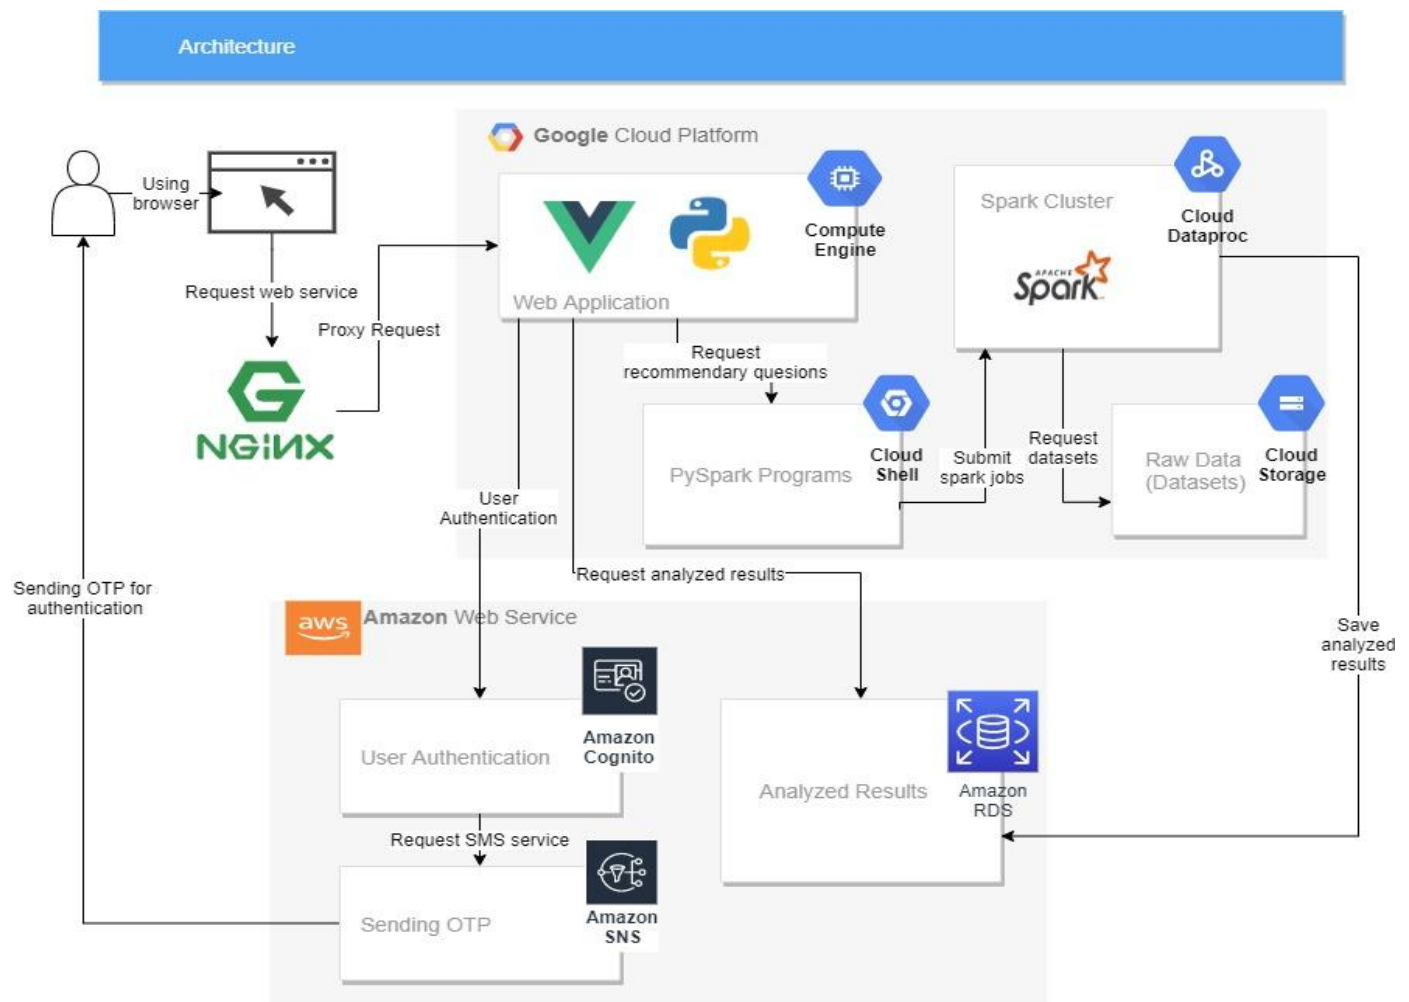 Architecture
Google Cloud Platform
Using
browser
Compute
Engine
Spark Cluster
Cloud
Dataproc
APACHE
Spark
Request web service
Web Application
Proxy Request
Request
recommendary quesions
NGINX
PySpark Programs
Cloud
Shell
Submit
spark jobs
Request
datasets
Raw Data
(Datasets)
Cloud
Storage
User
Authentication
Request analyzed results
Sending OTP for
authentication
aws
Amazon Web Service
Save
analyzed
results
User Authentication
Amazon
Cognito
Analyzed Results
Amazon
RDS
Request SMS service
Sending OTP
Amazon
SNS